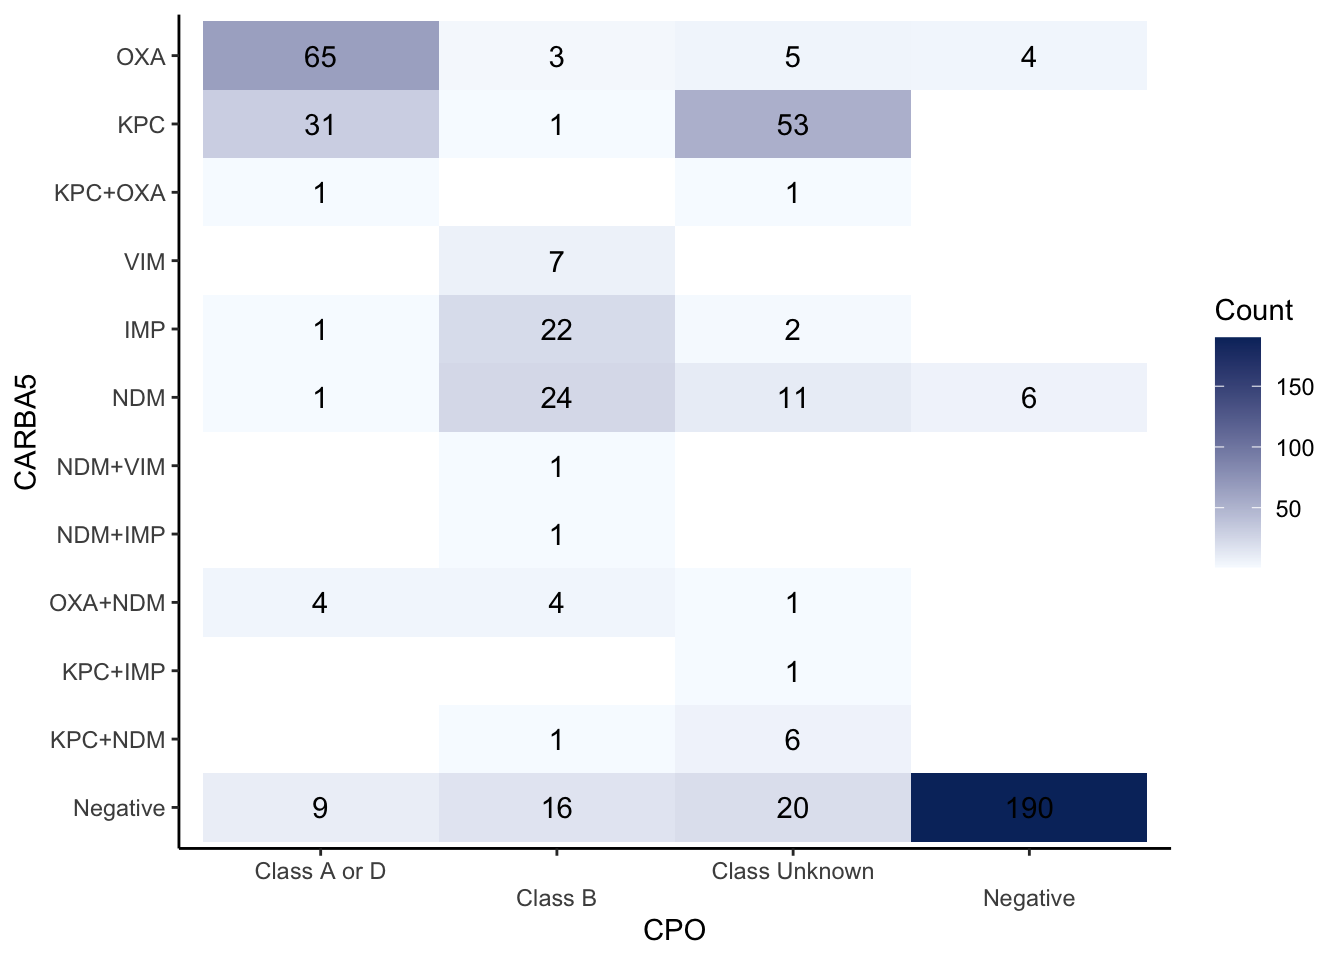 OXA 65 3 5 4
KPC 31 1 53
KPC+OXA 1 1
VIM 7
IMP 1 22 2
NDM 1 24 11 6
NDM+VIM 1
NDM+IMP 1
OXA+NDM 4 4 1
KPC+IMP 1
KPC+NDM 1 6
Negative 9 16 20 190
Class A or D Class Unknown
Class B Negative
CPO
CARBA5
Count
150
100
50